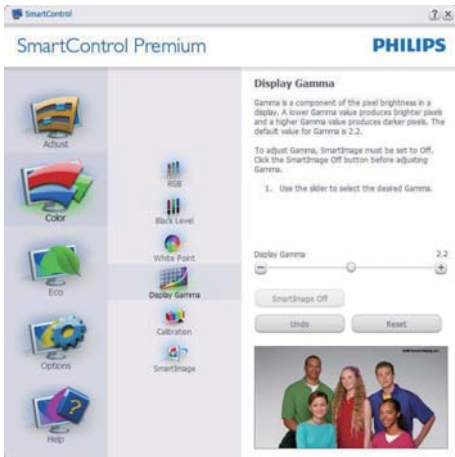 SmartControl
? X
SmartControl Premium
PHILIPS
Adjust
Color
Eco
Options
Help
RGB
Black Level
White Point
Display Gamma
Calibration
SmartImage
Display Gamma
Gamma is a component of the pixel brightness in a
display. A lower Gamma value produces brighter pixels
and a higher Gamma value produces darker pixels. The
default value for Gamma is 2.2.
To adjust Gamma, SmartImage must be set to Off.
Click the SmartImage Off button before adjusting
Gamma.
1. Use the slider to select the desired Gamma.
Display Gamma 2.2
SmartImage Off
Undo Reset